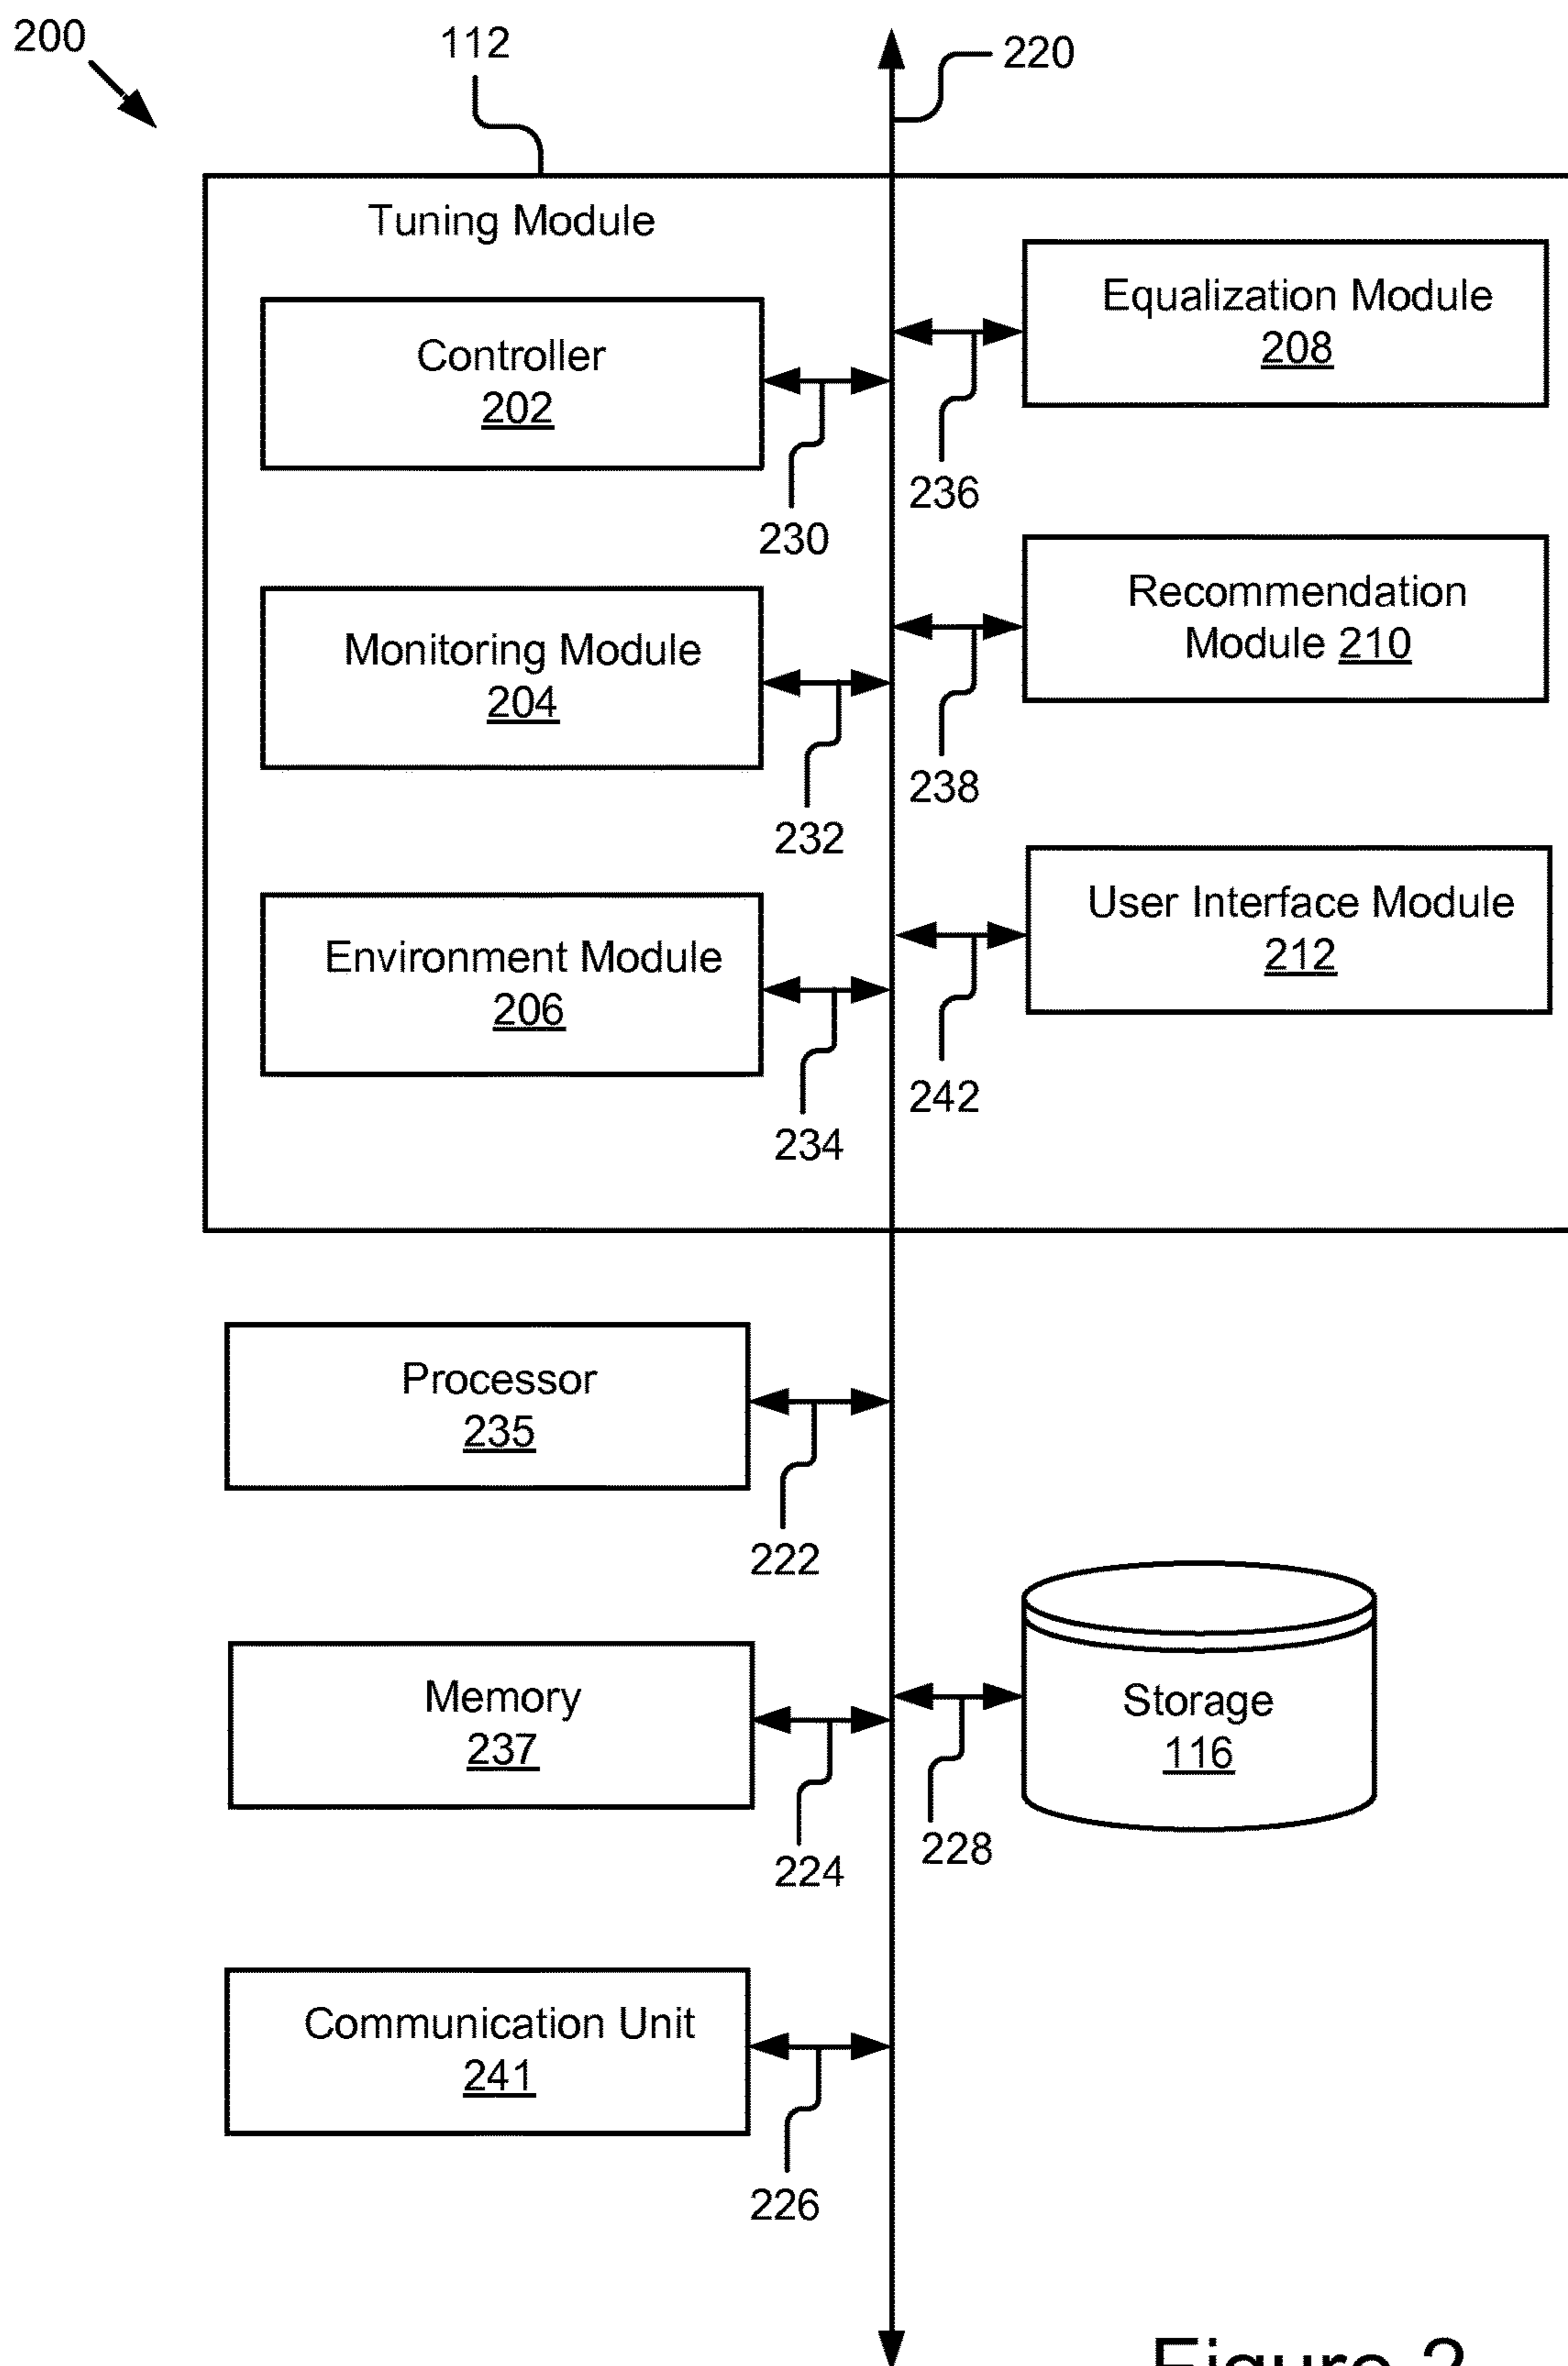 200
112
220
Tuning Module
Controller
202
230
Equalization Module
208
236
Monitoring Module
204
232
Recommendation
Module 210
238
Environment Module
206
234
User Interface Module
212
242
Processor
235
222
Memory
237
224
Storage
116
228
Communication Unit
241
226
Figure 2